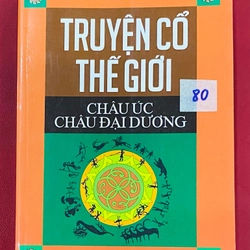 TRUYỆN CỔ
THẾ GIỚI
CHÂU ÚC
CHÂU ĐẠI DƯƠNG
80